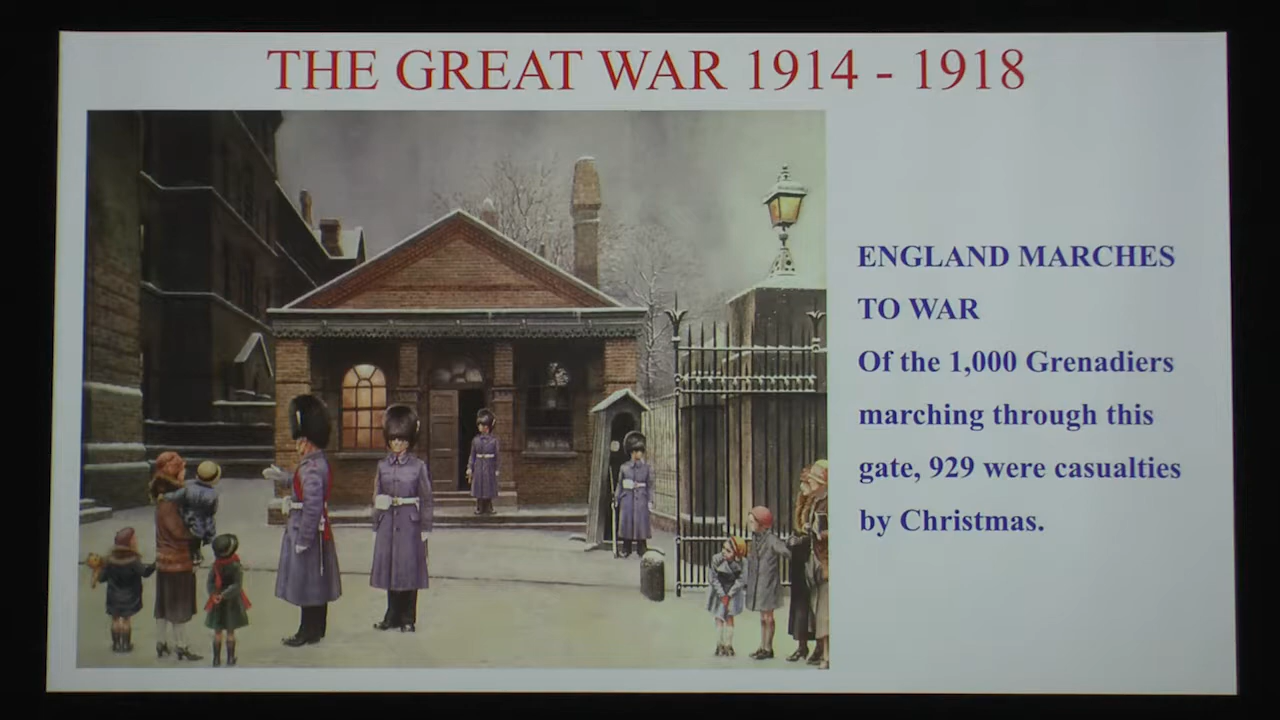 THE GREAT WAR 1914 - 1918
ENGLAND MARCHES
TO WAR
Of the 1,000 Grenadiers
marching through this
gate, 929 were casualties
by Christmas.